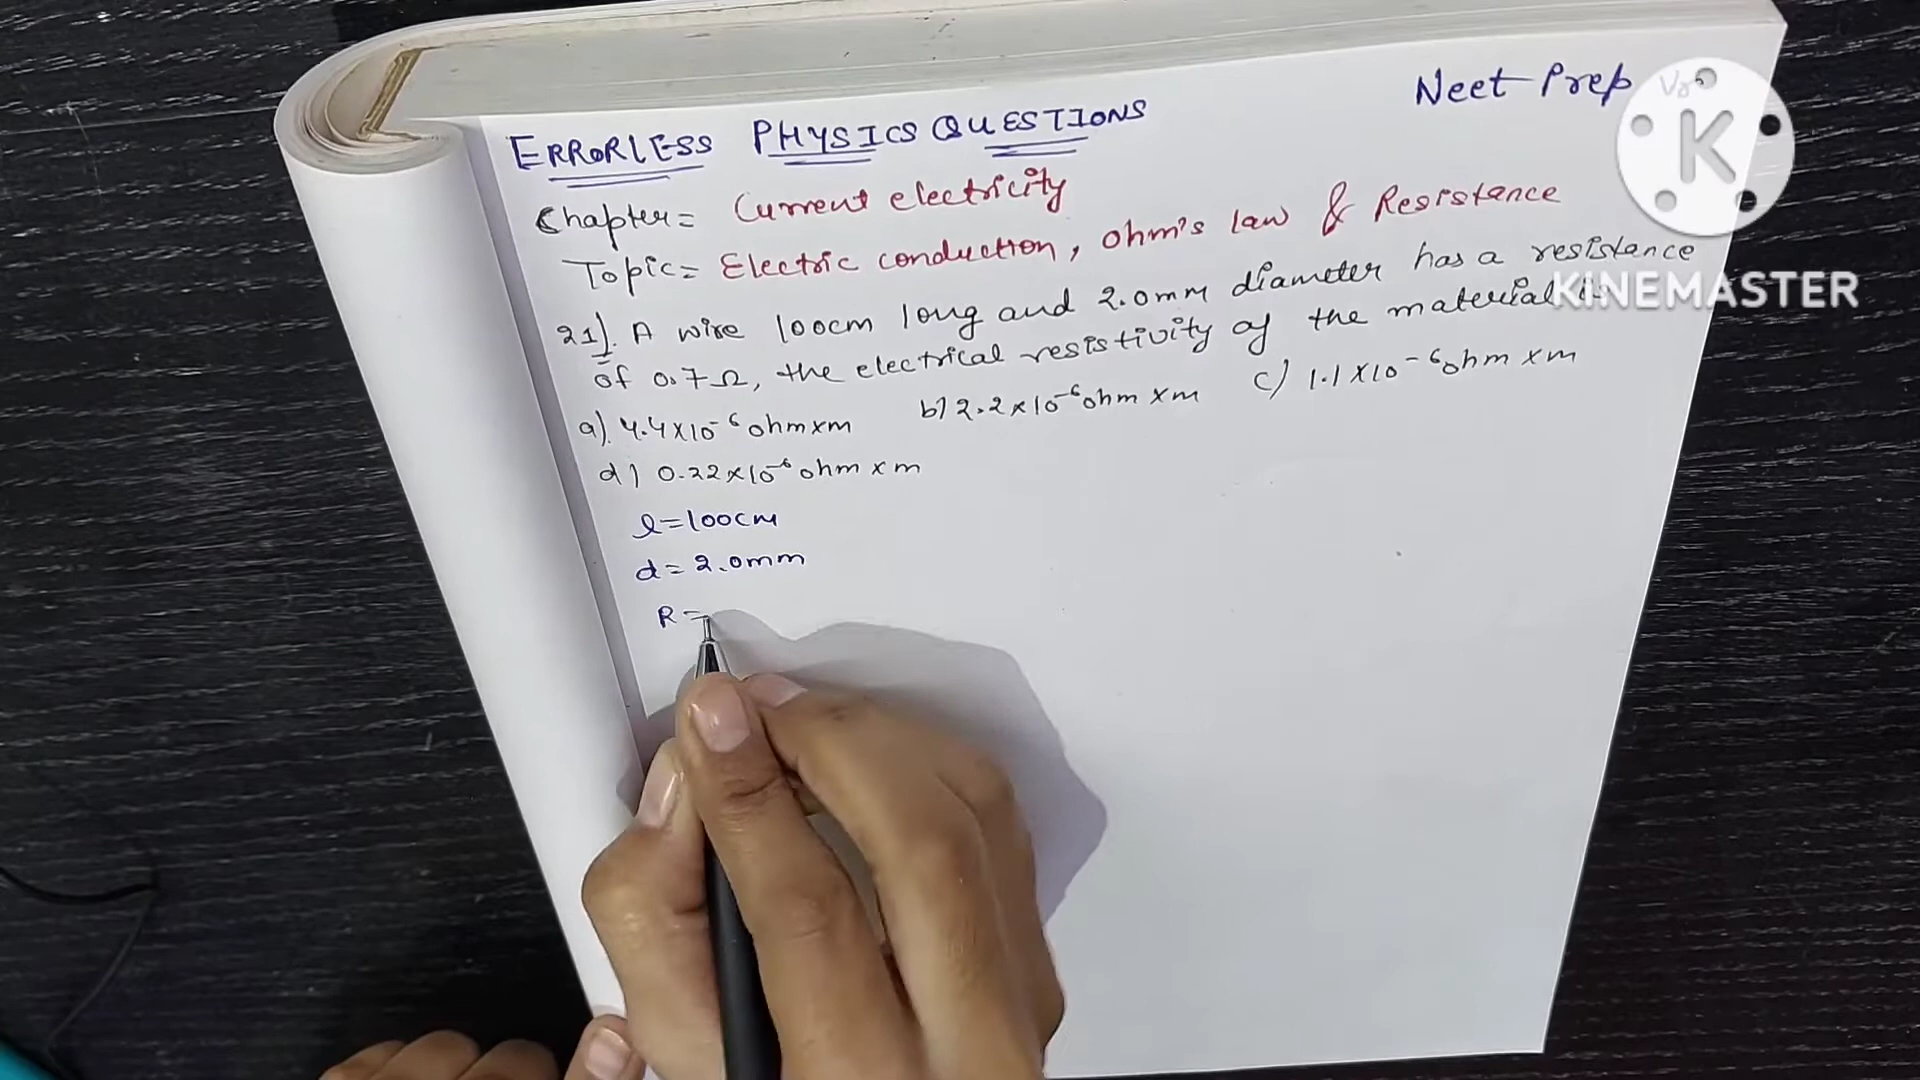 Neet Prep
ERRORLESS PHYSICS QUESTIONS
Chapter= Current electricity
Topic= Electric conduction, ohm's law & Resistance
21). A wire 100cm long and 2.0mm diameter has a resistance
of 0.7Ω, the electrical resistivity of the material is
a). 4.4×10⁻⁶ ohm×m b) 2.2×10⁻⁶ ohm×m c) 1.1×10⁻⁶ ohm×m
d) 0.22×10⁻⁶ ohm×m
l=100cm
d=2.0mm
R=
K
KINEMASTER